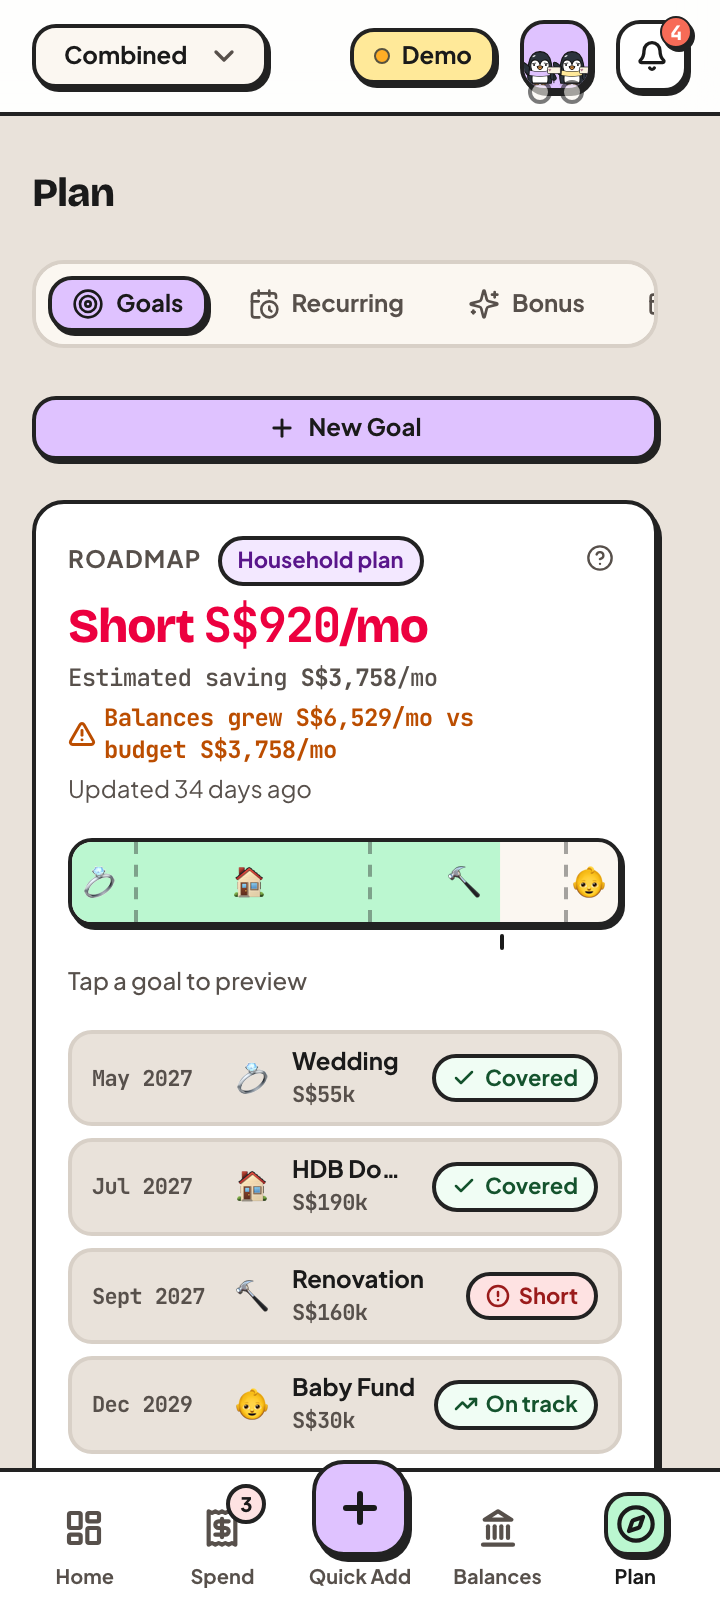 Combined
Demo
4
Plan
Goals
Recurring
Bonus
+ New Goal
ROADMAP
Household plan
Short S$920/mo
Estimated saving S$3,758/mo
Balances grew S$6,529/mo vs
budget S$3,758/mo
Updated 34 days ago
Tap a goal to preview
May 2027
Wedding
S$55k
Covered
Jul 2027
HDB Do...
S$190k
Covered
Sept 2027
Renovation
S$160k
Short
Dec 2029
Baby Fund
S$30k
On track
Home
3
Spend
Quick Add
Balances
Plan